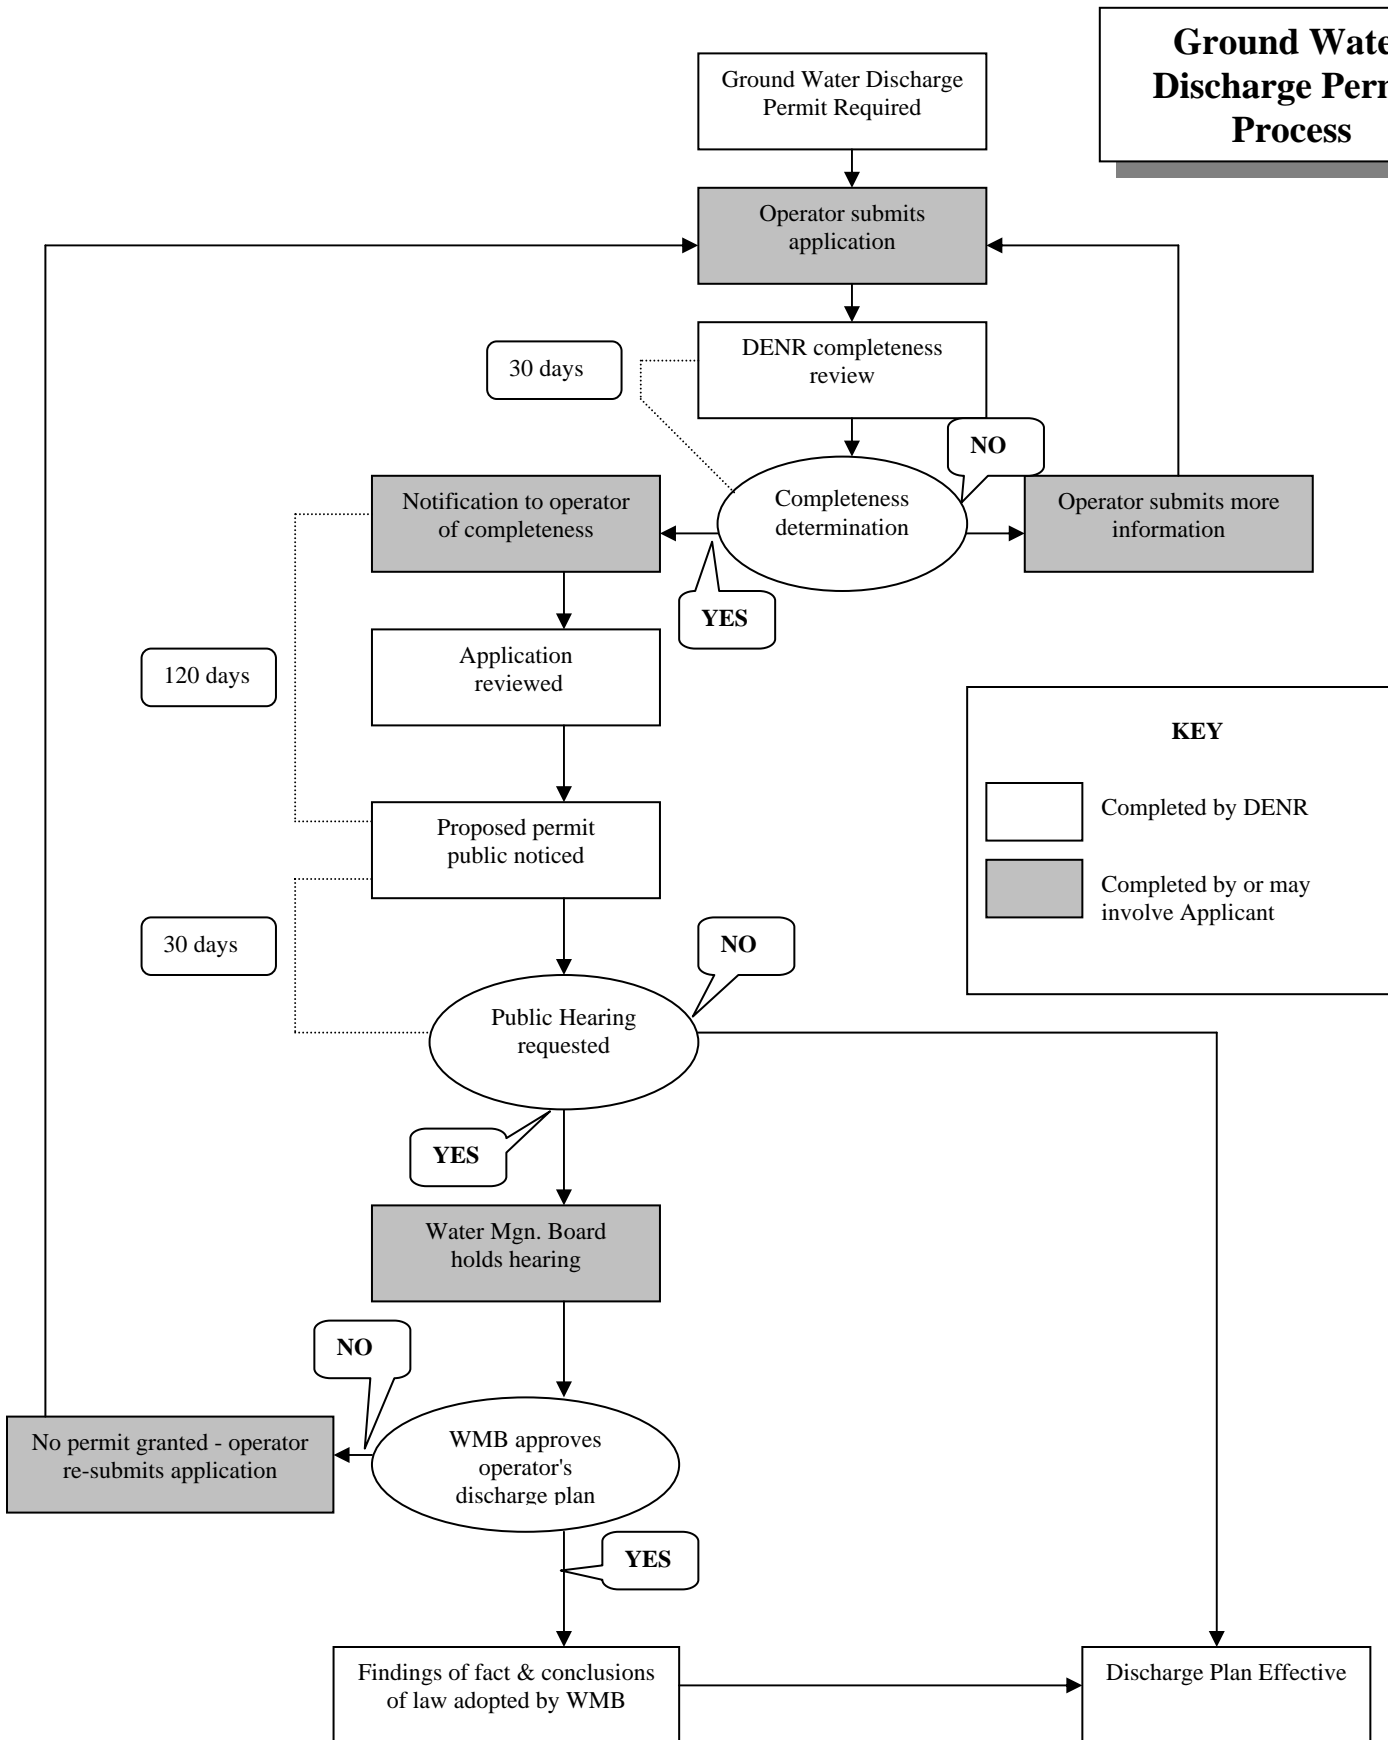 Ground Wate
Discharge Perm
Process
Ground Water Discharge
Permit Required
Operator submits
application
DENR completeness
review
30 days
NO
Completeness
determination
Notification to operator
of completeness
Operator submits more
information
YES
Application
reviewed
120 days
KEY
Completed by DENR
Completed by or may
involve Applicant
Proposed permit
public noticed
30 days
NO
Public Hearing
requested
YES
Water Mgn. Board
holds hearing
NO
No permit granted - operator
re-submits application
WMB approves
operator's
discharge plan
YES
Findings of fact & conclusions
of law adopted by WMB
Discharge Plan Effective